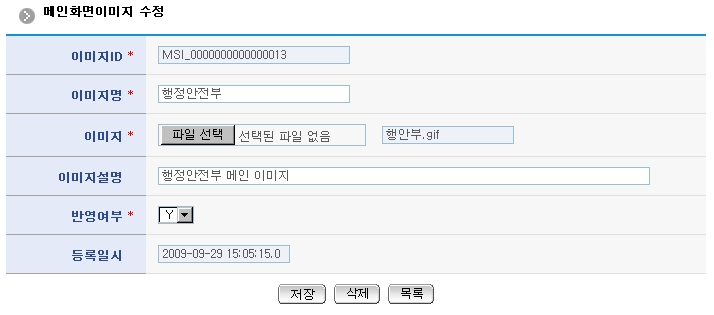 메인화면이미지 수정
이미지ID * MSI_0000000000000013
이미지명 * 행정안전부
이미지 * 파일 선택 선택된 파일 없음 행안부.gif
이미지설명 행정안전부 메인 이미지
반영여부 * Y
등록일시 2009-09-29 15:05:15.0
저장 삭제 목록